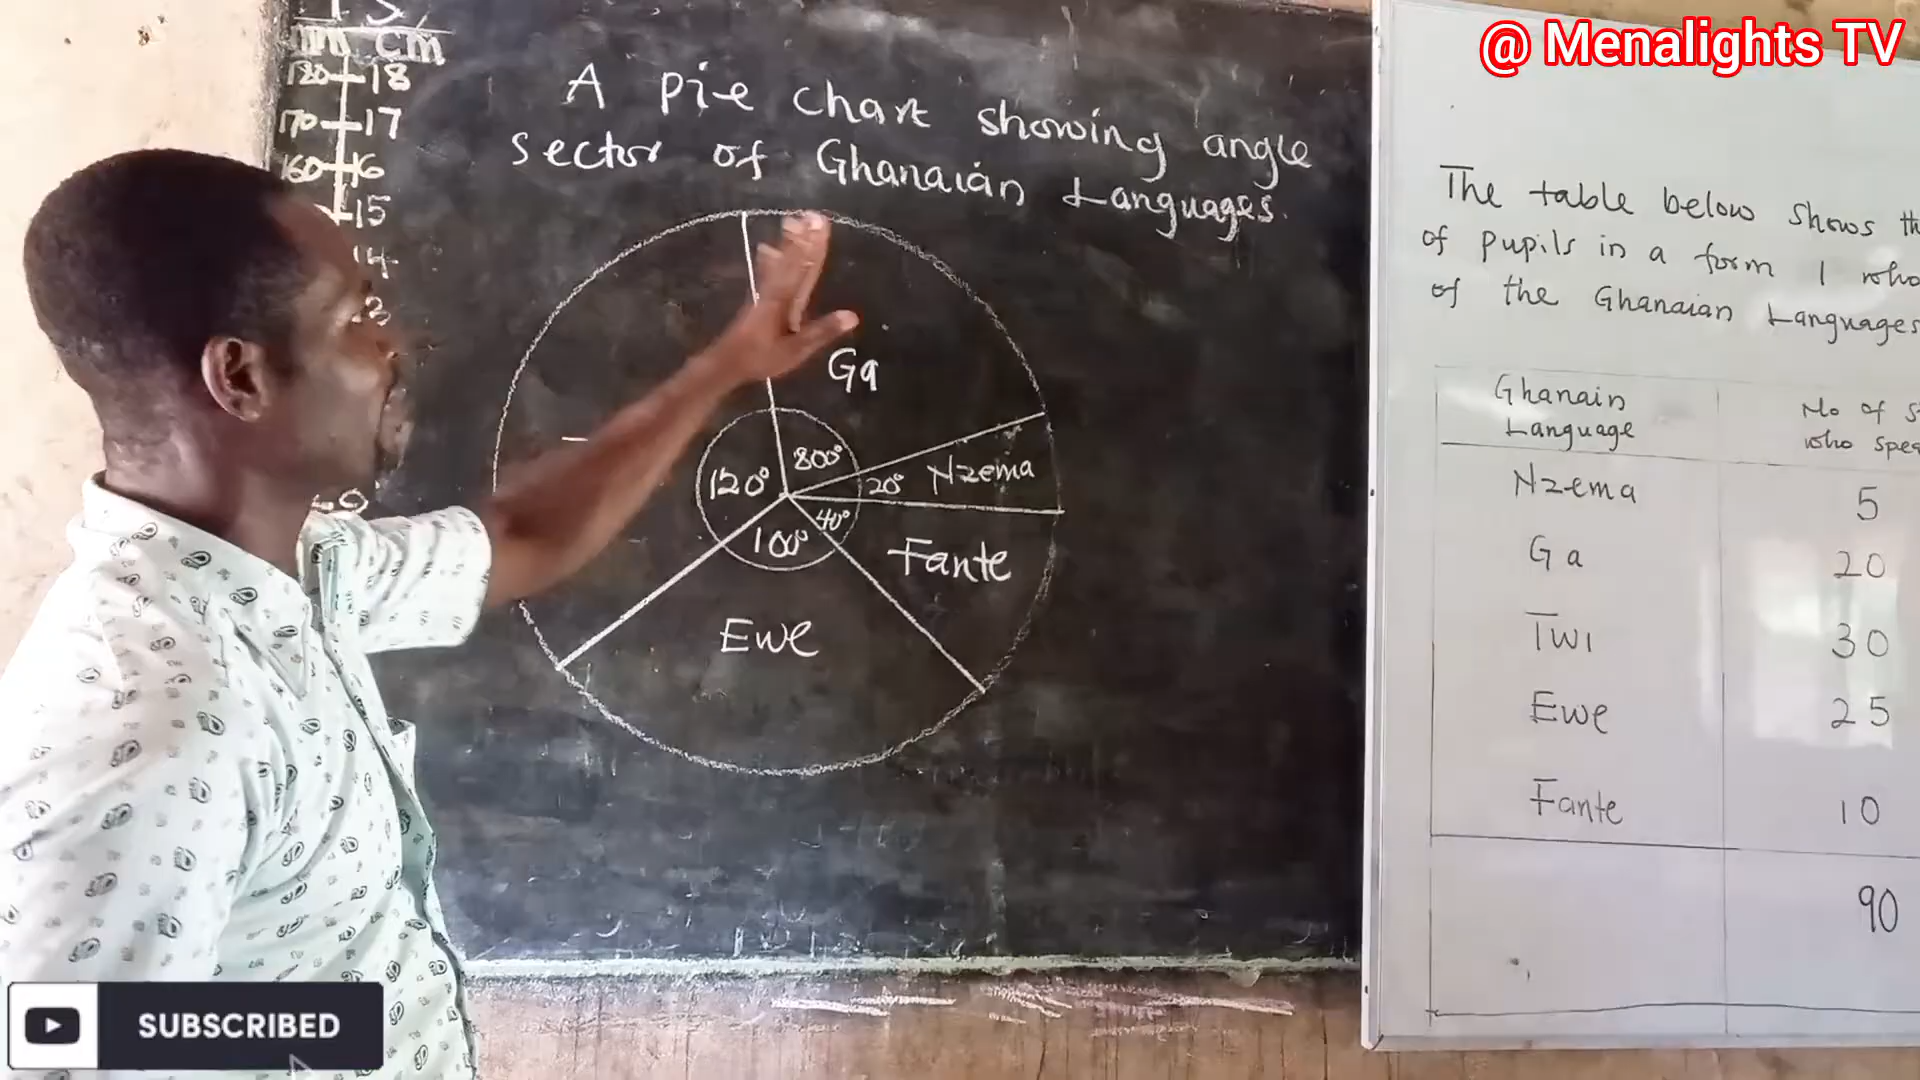 @ Menalights TV
cm
180 18
170 17
160 16
15
14
A pie chart showing angle
sector of Ghanaian Languages.
Ga
800°
120°
20° Nzema
40°
100°
Fante
Ewe
The table below shows
of pupils in a form 1 who
of the Ghanaian Languages
Ghanain
Language
No of
who
Nzema 5
Ga 20
Twi 30
Ewe 25
Fante 10
90
SUBSCRIBED